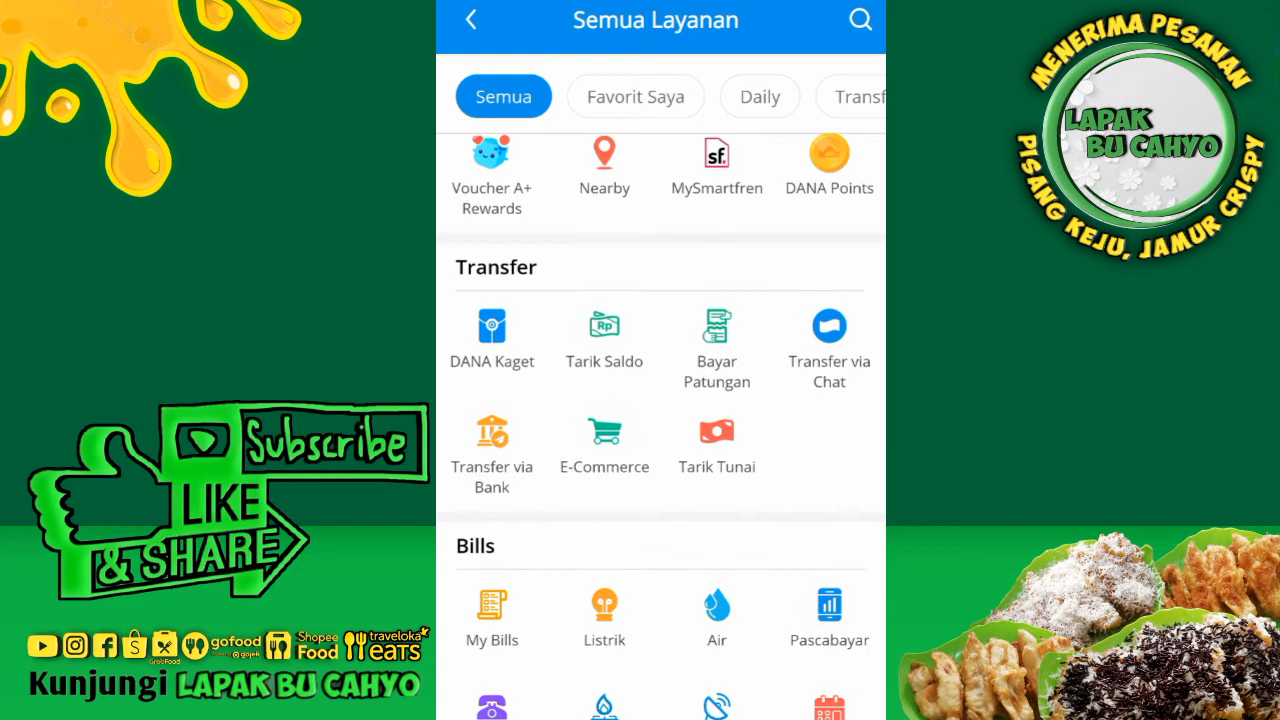 Semua Layanan
Semua
Favorit Saya
Daily
Transf
Voucher A+
Rewards
Nearby
sf.
MySmartfren
DANA Points
Transfer
DANA Kaget
Rp
Tarik Saldo
Bayar
Patungan
Transfer via
Chat
Transfer via
Bank
E-Commerce
Tarik Tunai
Bills
My Bills
Listrik
Air
Pascabayar
MENERIMA PESANAN
LAPAK
BU CAHYO
PISANG KEJU, JAMUR CRISPY
Subscribe
LIKE
& SHARE
GrabFood
gofood
gojek
Shopee
Food
traveloka
EATS
Kunjungi LAPAK BU CAHYO